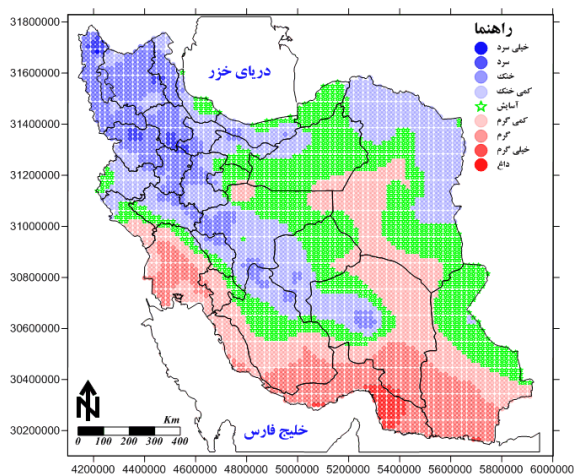 راهنما
خیلی سرد
سرد
خنک
کمی خنک
آسایش
کمی گرم
گرم
خیلی گرم
داغ
دریای خزر
خلیج فارس
N
Km
0 100 200 300 400
31800000
31600000
31400000
31200000
31000000
30800000
30600000
30400000
30200000
4200000 4400000 4600000 4800000 5000000 5200000 5400000 5600000 5800000 6000000